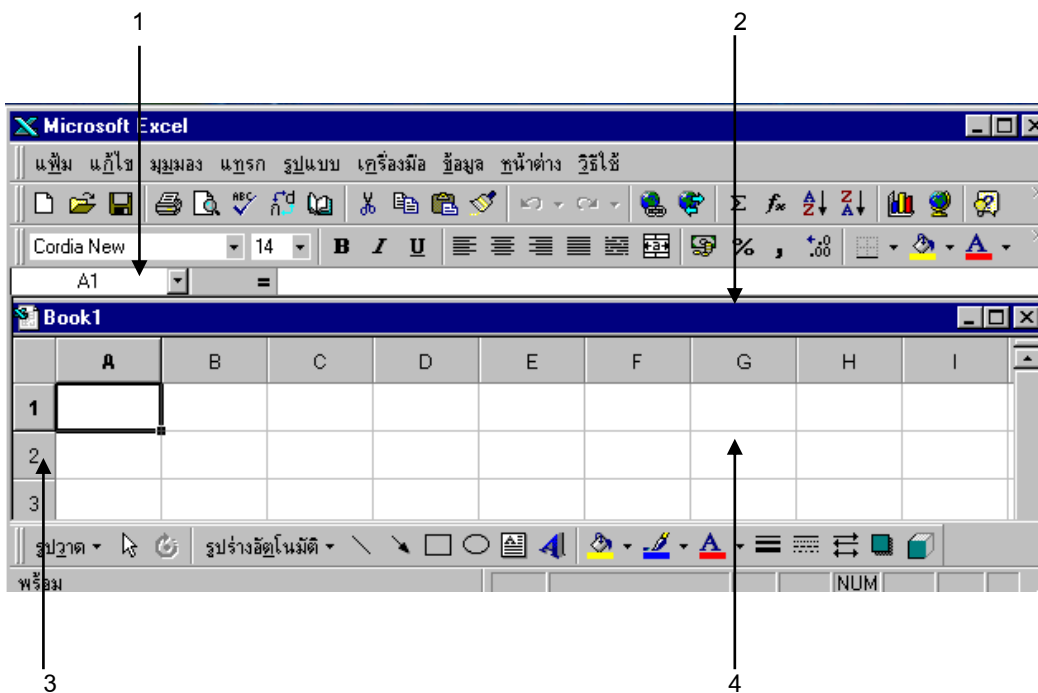 1 2
Microsoft Excel
แฟ้ม แก้ไข มุมมอง แทรก รูปแบบ เครื่องมือ ข้อมูล หน้าต่าง วิธีใช้
ABC Σ fx A Z Z A
Cordia New 14 B I U a % , .00 A
A1 =
Book1
A B C D E F G H I
1
2
3
รูปวาด รูปร่างอัตโนมัติ A A
พร้อม NUM
3 4